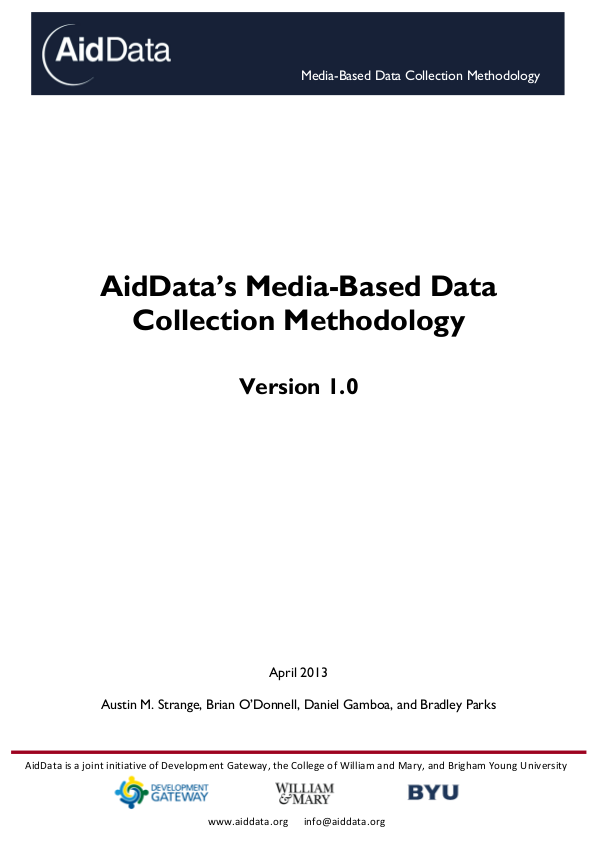 AidData
Media-Based Data Collection Methodology
AidData’s Media-Based Data
Collection Methodology
Version 1.0
April 2013
Austin M. Strange, Brian O’Donnell, Daniel Gamboa, and Bradley Parks
AidData is a joint initiative of Development Gateway, the College of William and Mary, and Brigham Young University
DEVELOPMENT
GATEWAY
WILLIAM
& MARY
BYU
www.aiddata.org info@aiddata.org